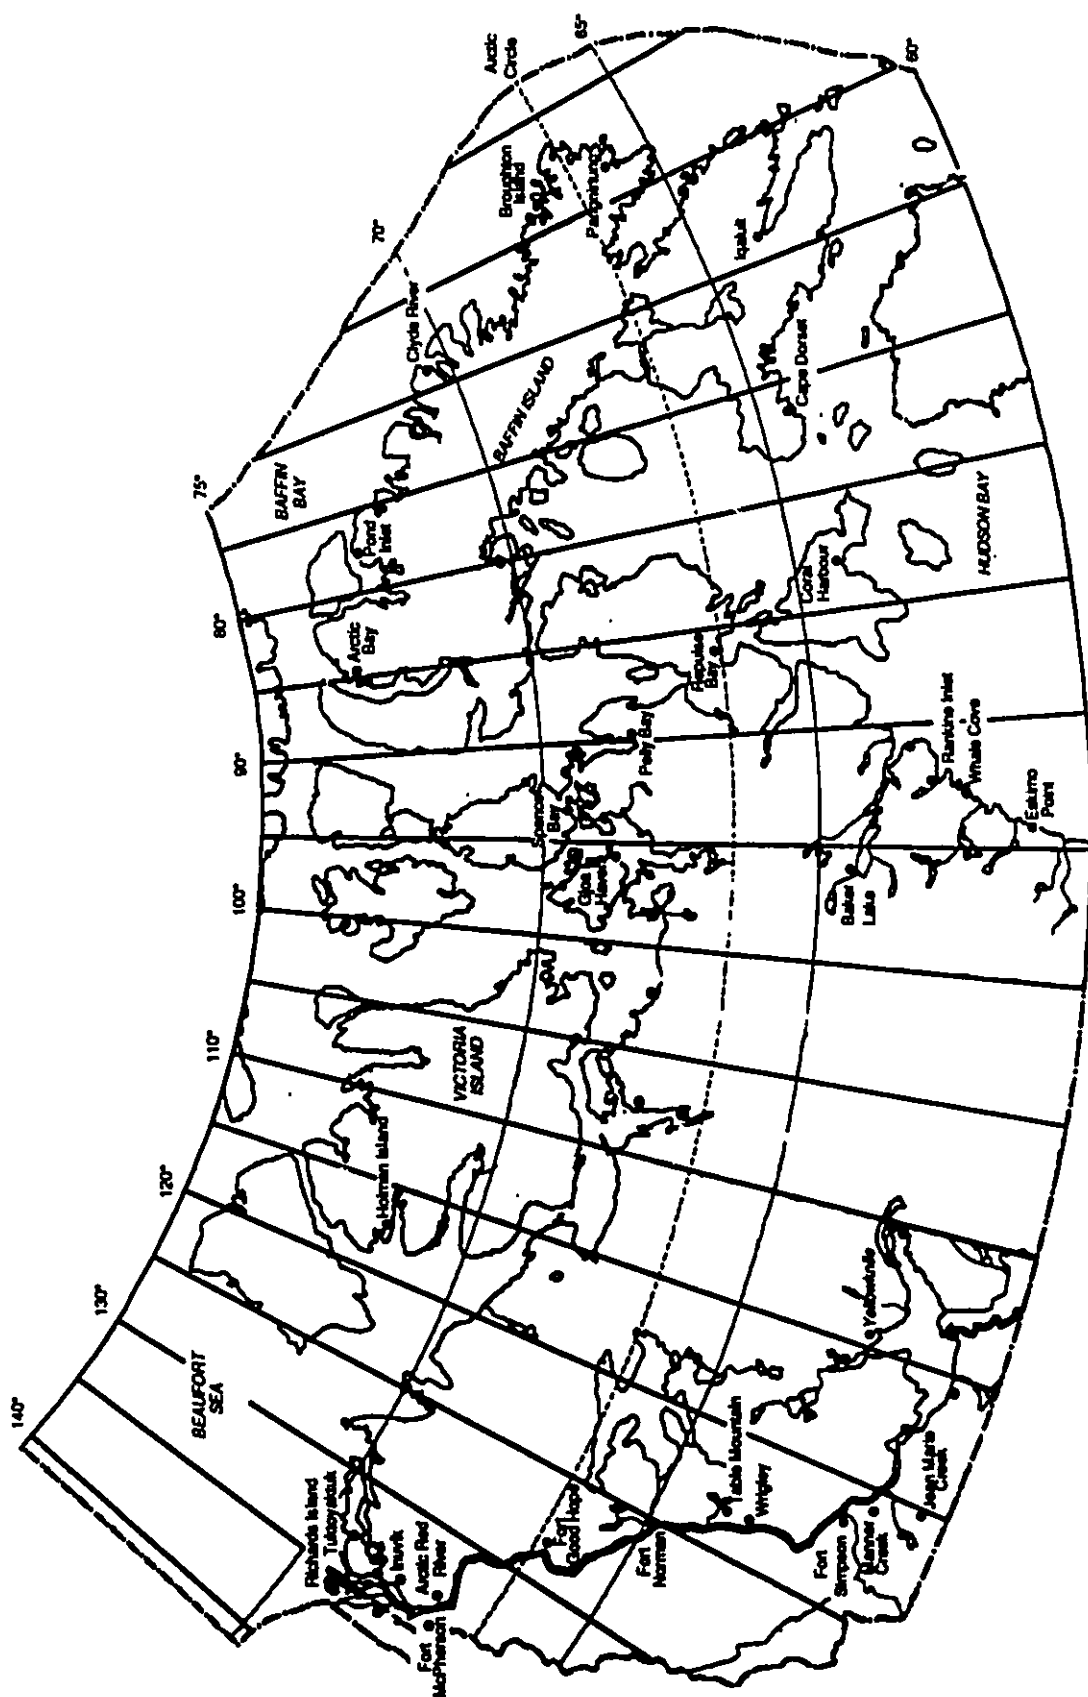 140°
130°
120°
110°
100°
90°
80°
75°
70°
Arctic
Circle
65°
60°
BEAUFORT
SEA
BAFFIN
BAY
Richards Island
Tuktoyaktuk
Inuvik
Arctic Red
River
Fort
McPherson
Fort
Good Hope
Fort
Norman
Table Mountain
Wrigley
Fort
Simpson
Manner
Creek
Jean Marie
Creek
Yellowknife
Holman Island
VICTORIA
ISLAND
Gjoa
Haven
Spence
Bay
Pelly Bay
Repulse
Bay
Arctic
Bay
Pond
Inlet
Clyde River
BAFFIN ISLAND
Broughton
Island
Pangnirtung
Iqaluit
Cape Dorset
Coral
Harbour
HUDSON BAY
Rankine Inlet
Whale Cove
Eskimo
Point
Baker
Lake